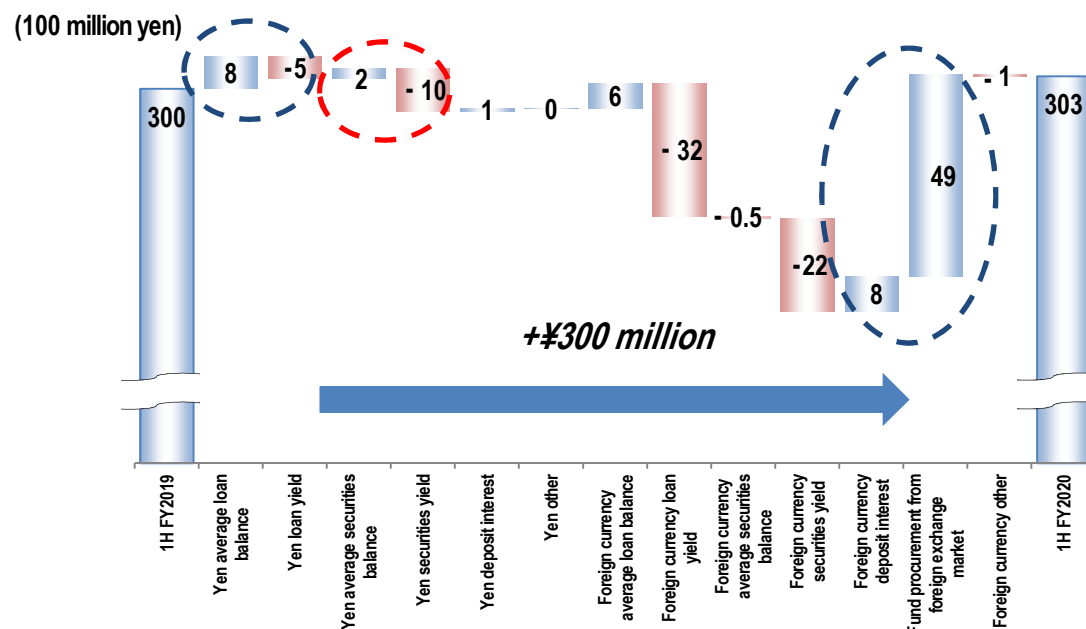 (100 million yen)
300
8
-5
2
- 10
1
0
6
- 32
- 0.5
-22
8
49
- 1
303
+¥300 million
1H FY2019
Yen average loan
balance
Yen loan yield
Yen average securities
balance
Yen securities yield
Yen deposit interest
Yen other
Foreign currency
average loan balance
Foreign currency loan
yield
Foreign currency
average securities
balance
Foreign currency
securities yield
Foreign currency
deposit interest
Fund procurement from
foreign exchange
market
Foreign currency other
1H FY2020